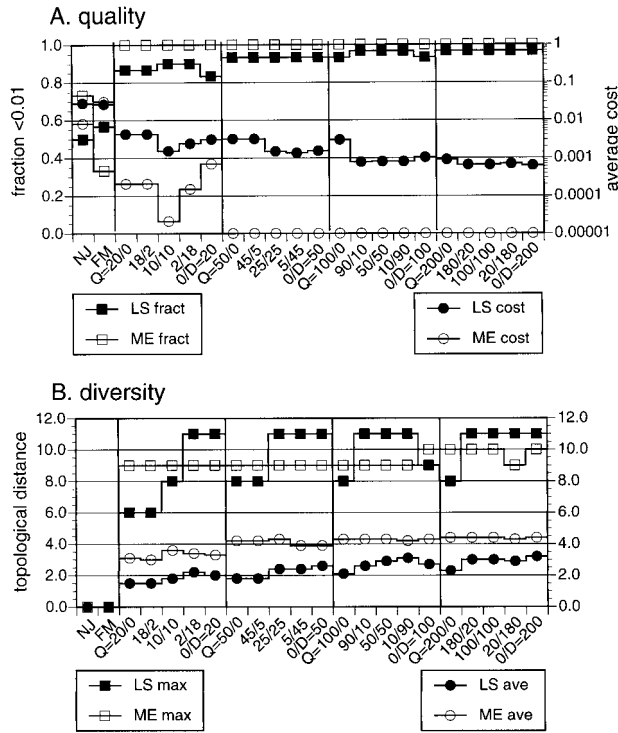 A. quality
fraction <0.01
1.0
0.8
0.6
0.4
0.2
0.0
average cost
1
0.1
0.01
0.001
0.0001
0.00001
NJ
FM
Q=20/0
18/2
10/10
2/18
0/D=20
Q=50/0
45/5
25/25
5/45
0/D=50
Q=100/0
90/10
50/50
10/90
0/D=100
Q=200/0
180/20
100/100
20/180
0/D=200
LS fract
ME fract
LS cost
ME cost
B. diversity
topological distance
12.0
10.0
8.0
6.0
4.0
2.0
0.0
12.0
10.0
8.0
6.0
4.0
2.0
0.0
NJ
FM
Q=20/0
18/2
10/10
2/18
0/D=20
Q=50/0
45/5
25/25
5/45
0/D=50
Q=100/0
90/10
50/50
10/90
0/D=100
Q=200/0
180/20
100/100
20/180
0/D=200
LS max
ME max
LS ave
ME ave